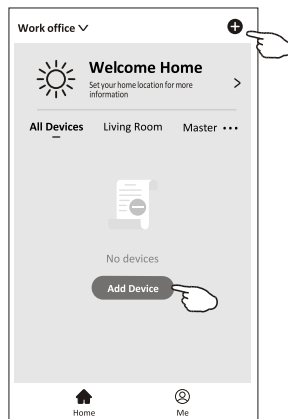 Work office
Welcome Home
Set your home location for more
information
All Devices Living Room Master
No devices
Add Device
Home Me